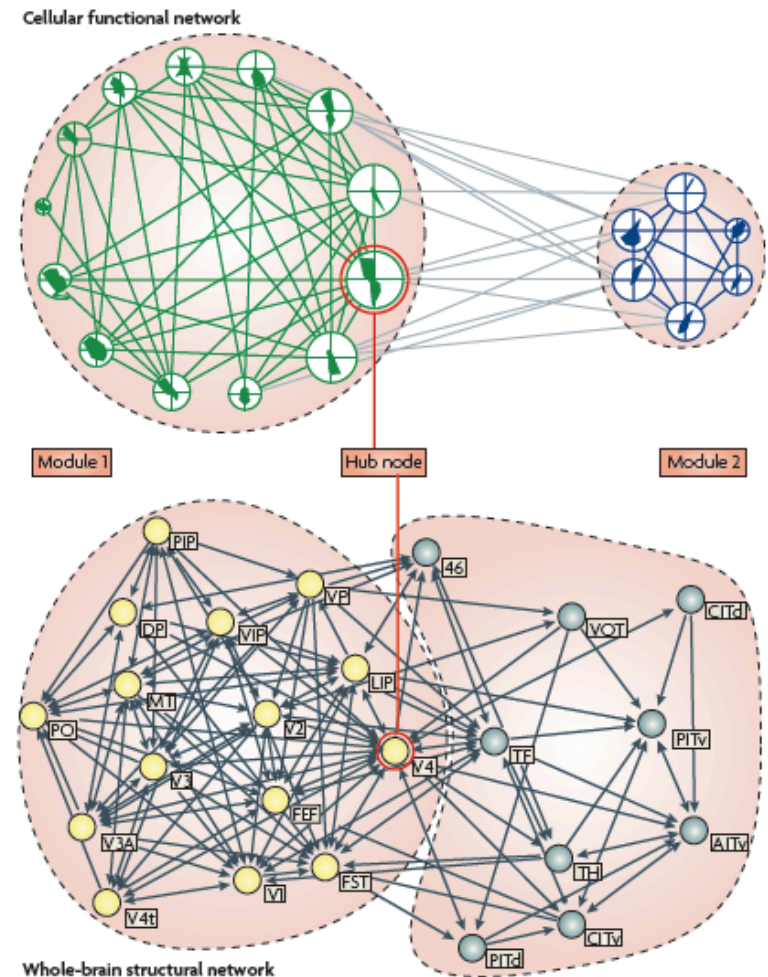 Cellular functional network
Module 1
Hub node
Module 2
PIP
46
VP
CITd
DP
VIP
VOT
LIP
MT
PO
V2
PITv
V4
TF
V3
FEF
V3A
AITv
TH
FST
V1
V4t
CITv
PITd
Whole-brain structural network